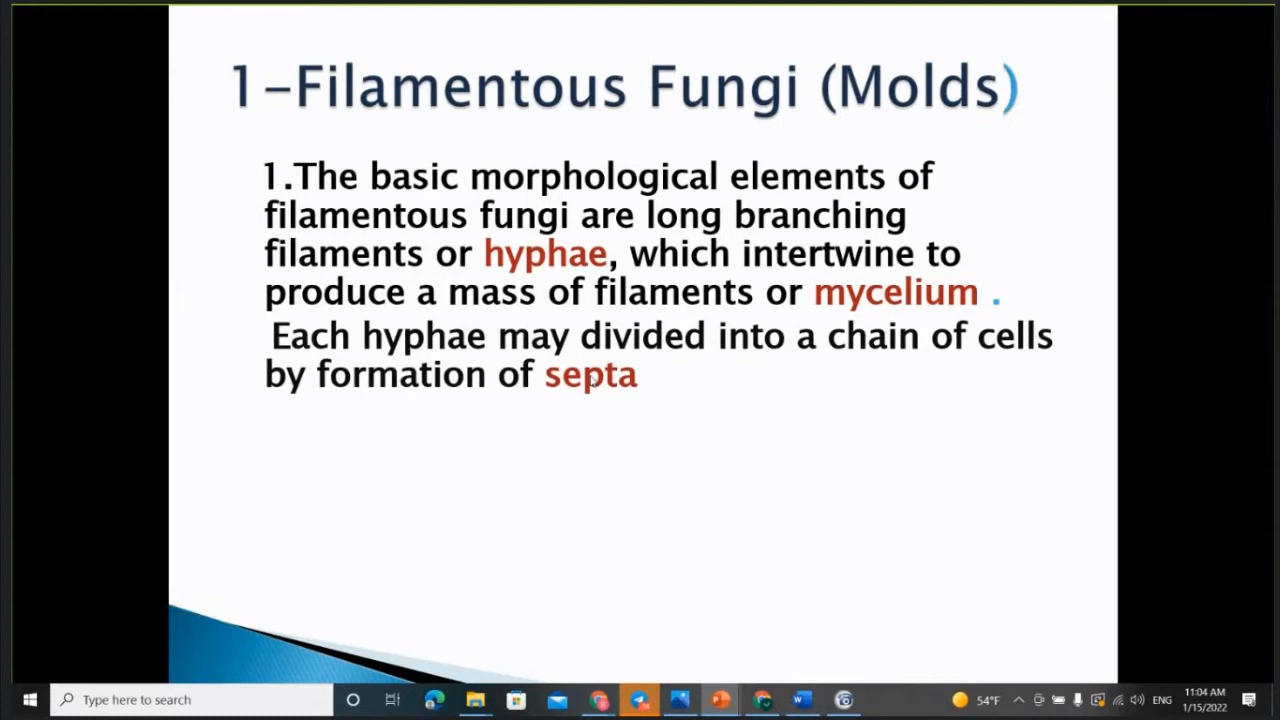 1-Filamentous Fungi (Molds)
1.The basic morphological elements of
filamentous fungi are long branching
filaments or hyphae, which intertwine to
produce a mass of filaments or mycelium .
Each hyphae may divided into a chain of cells
by formation of septa
Type here to search
54°F
ENG
11:04 AM
1/15/2022